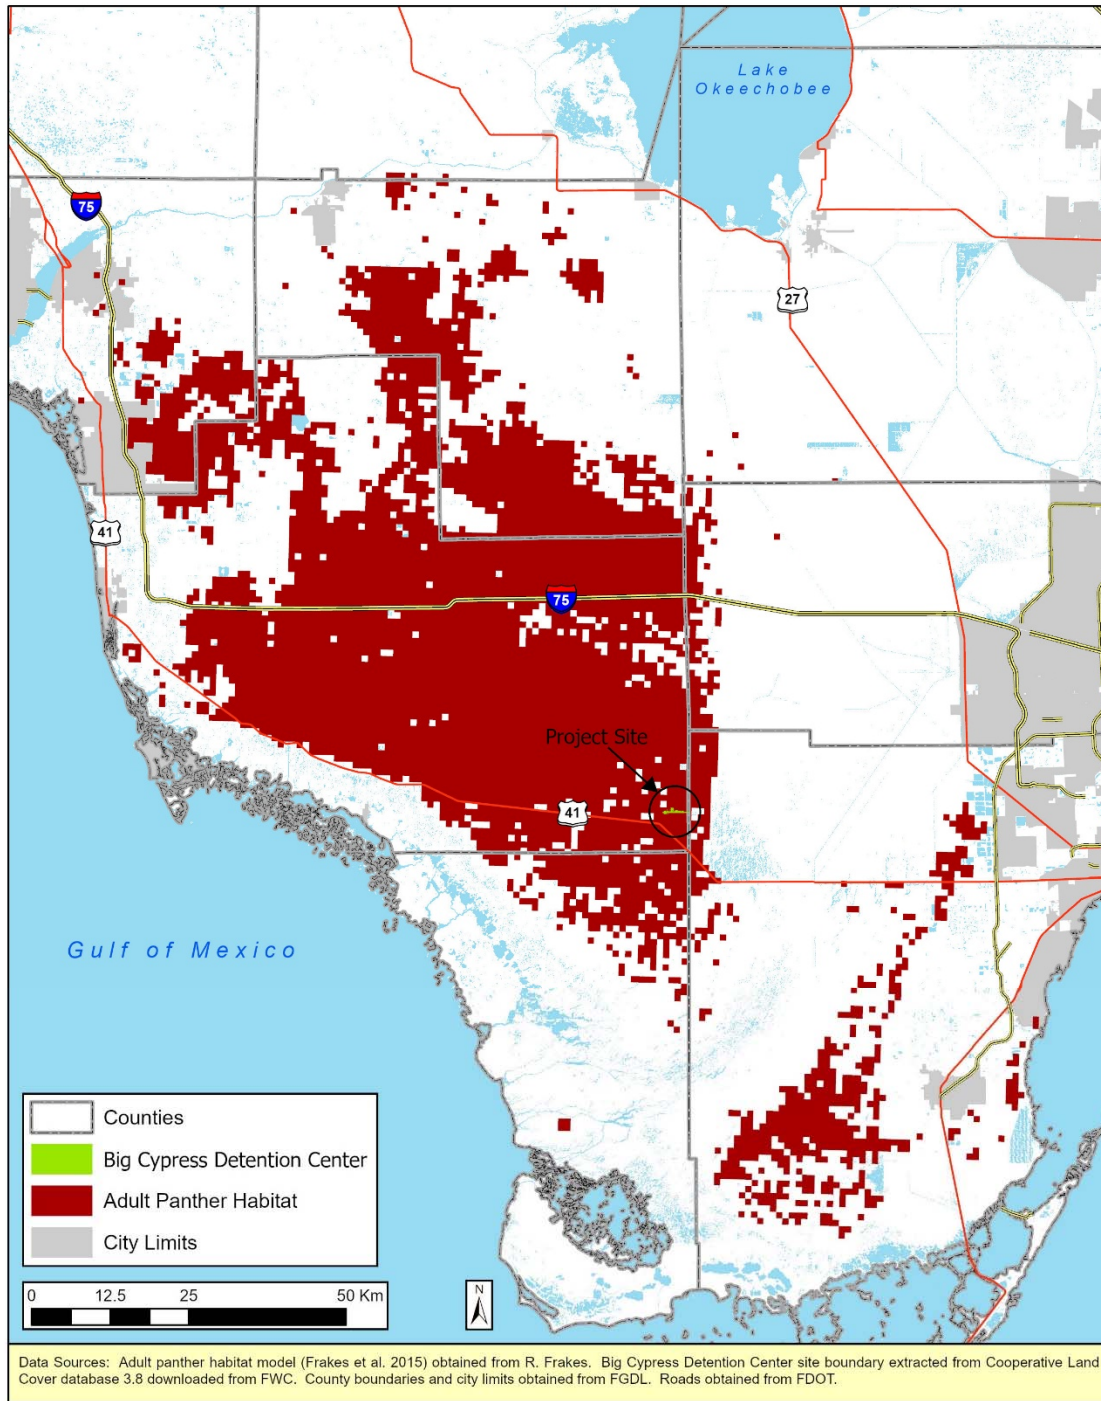 Lake
Okeechobee
75
27
41
75
Project Site
41
Gulf of Mexico
Counties
Big Cypress Detention Center
Adult Panther Habitat
City Limits
0 12.5 25 50 Km
N
Data Sources: Adult panther habitat model (Frakes et al. 2015) obtained from R. Frakes. Big Cypress Detention Center site boundary extracted from Cooperative Land
Cover database 3.8 downloaded from FWC. County boundaries and city limits obtained from FGDL. Roads obtained from FDOT.